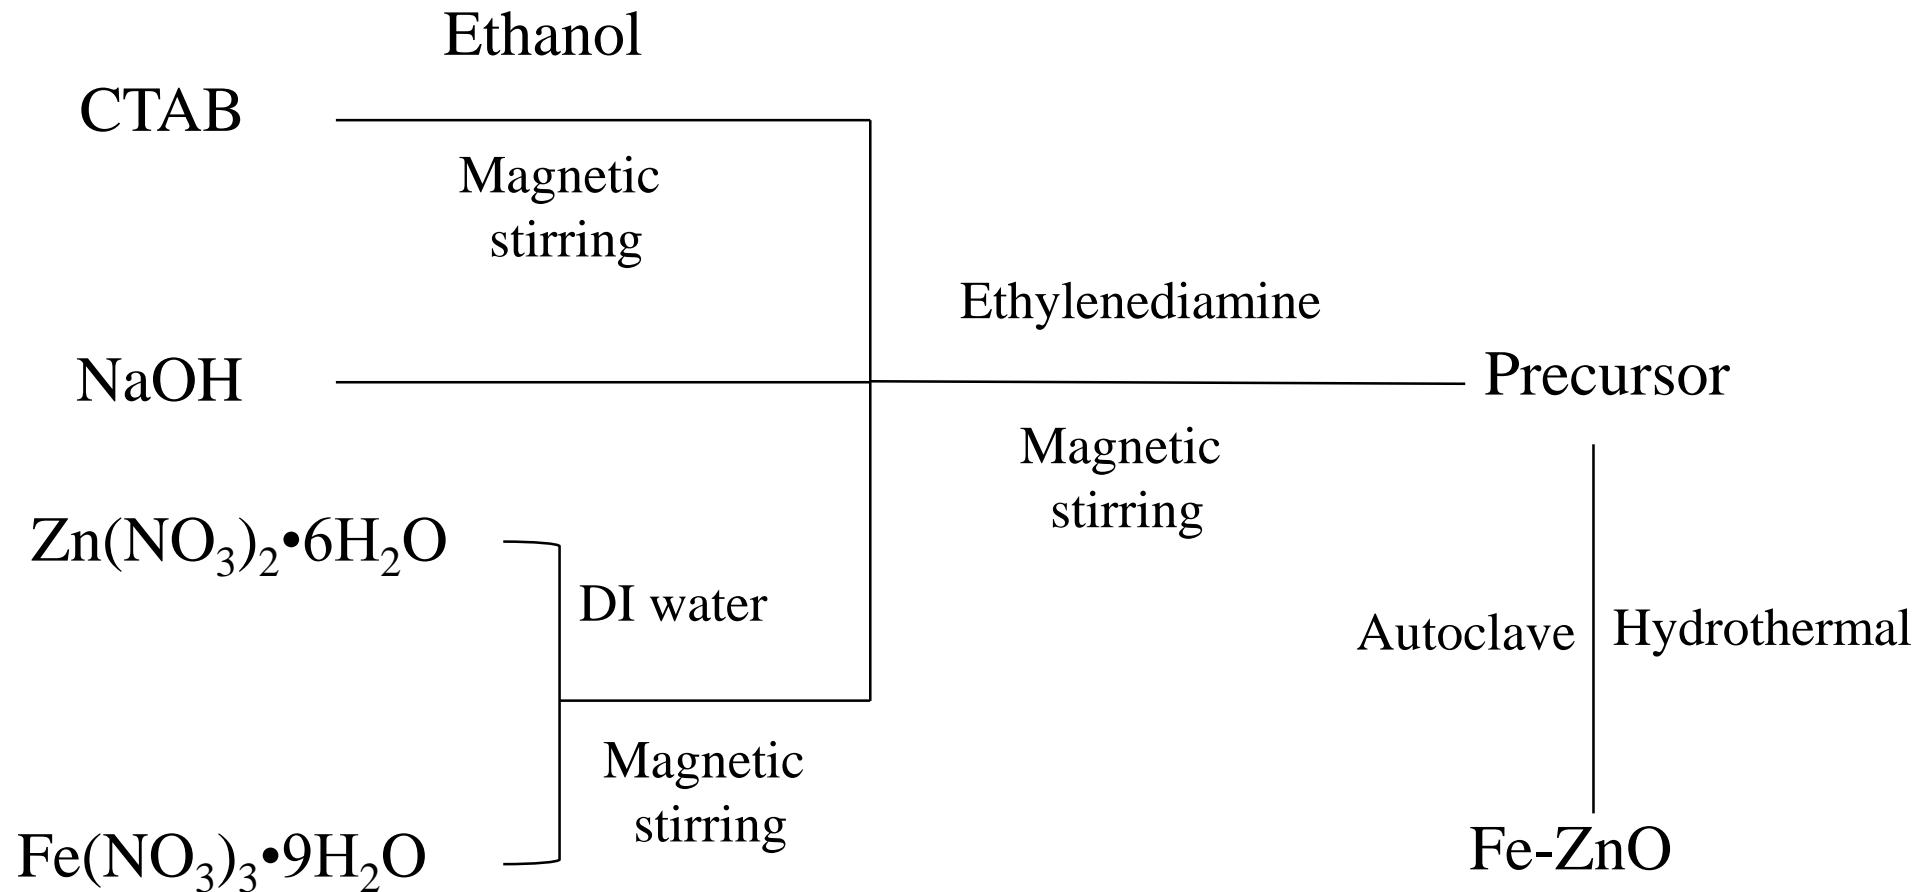 Ethanol
CTAB
Magnetic
stirring
Ethylenediamine
NaOH
Precursor
Magnetic
stirring
Zn(NO₃)₂•6H₂O
DI water
Autoclave
Hydrothermal
Magnetic
stirring
Fe(NO₃)₃•9H₂O
Fe-ZnO